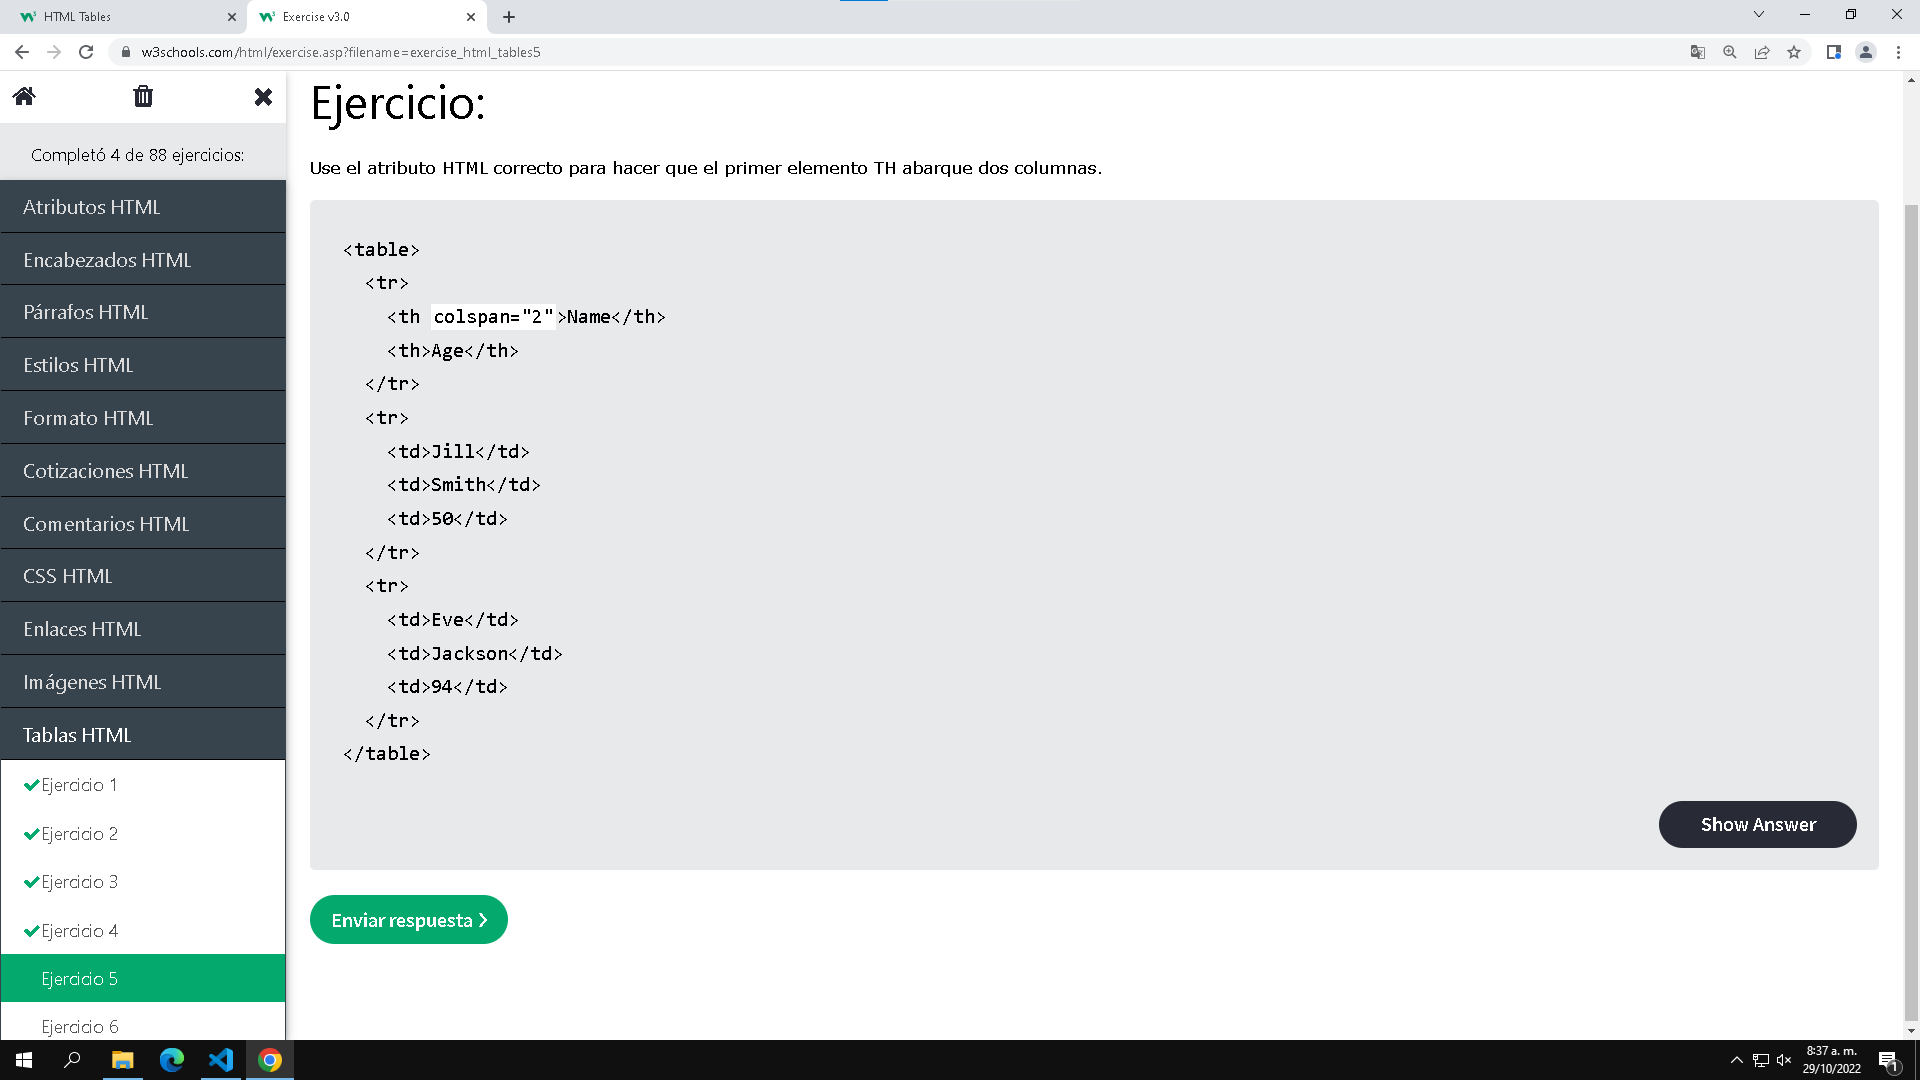 HTML Tables
Exercise v3.0
w3schools.com/html/exercise.asp?filename=exercise_html_tables5
Completó 4 de 88 ejercicios:
Atributos HTML
Encabezados HTML
Párrafos HTML
Estilos HTML
Formato HTML
Cotizaciones HTML
Comentarios HTML
CSS HTML
Enlaces HTML
Imágenes HTML
Tablas HTML
Ejercicio 1
Ejercicio 2
Ejercicio 3
Ejercicio 4
Ejercicio 5
Ejercicio 6
Ejercicio:
Use el atributo HTML correcto para hacer que el primer elemento TH abarque dos columnas.
<table>
  <tr>
    <th colspan="2">Name</th>
    <th>Age</th>
  </tr>
  <tr>
    <td>Jill</td>
    <td>Smith</td>
    <td>50</td>
  </tr>
  <tr>
    <td>Eve</td>
    <td>Jackson</td>
    <td>94</td>
  </tr>
</table>
Show Answer
Enviar respuesta ❯
8:37 a. m.
29/10/2022
1